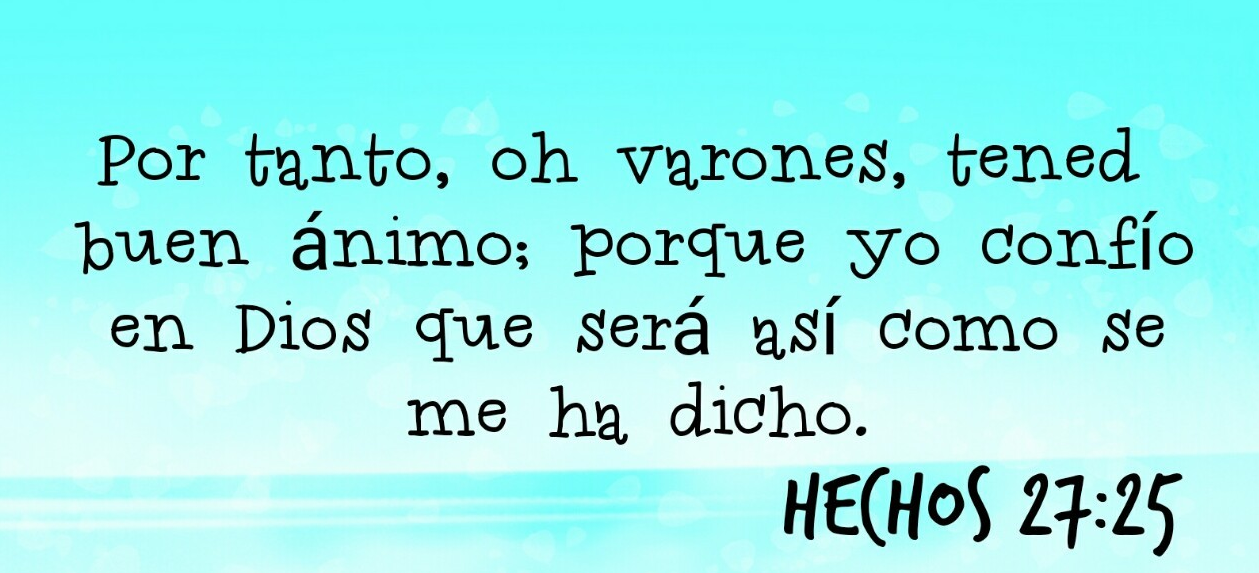 Por tanto, oh varones, tened
buen ánimo; porque yo confío
en Dios que será así como se
me ha dicho.
HECHOS 27:25